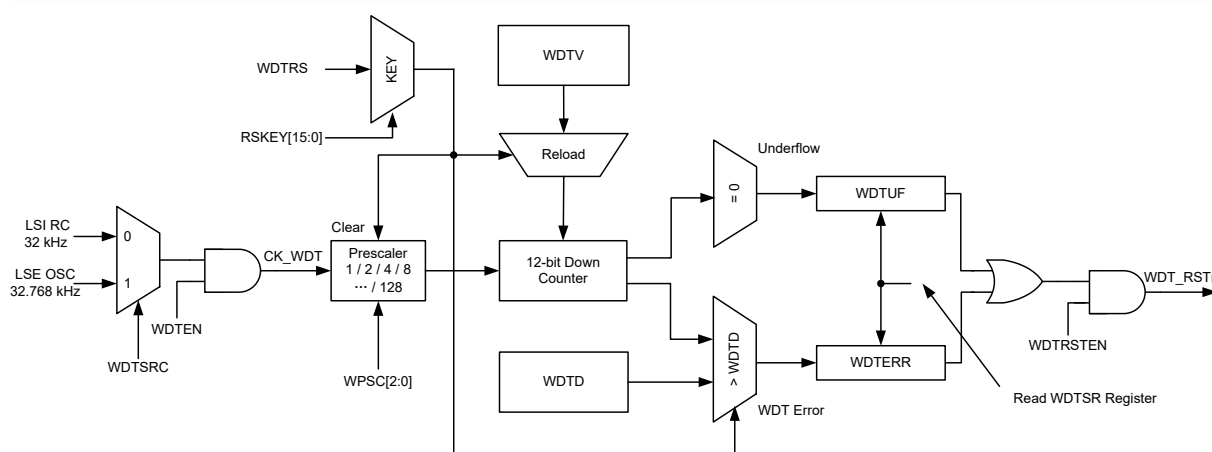 WDTV
WDTRS
KEY
RSKEY[15:0]
Reload
Underflow
= 0
WDTUF
LSI RC
32 kHz
0
Clear
CK_WDT
Prescaler
1 / 2 / 4 / 8
... / 128
12-bit Down
Counter
LSE OSC
32.768 kHz
1
WDTEN
WDT_RST
WDTRSTEN
WDTSRC
WPSC[2:0]
WDTD
> WDTD
WDTERR
WDT Error
Read WDTSR Register